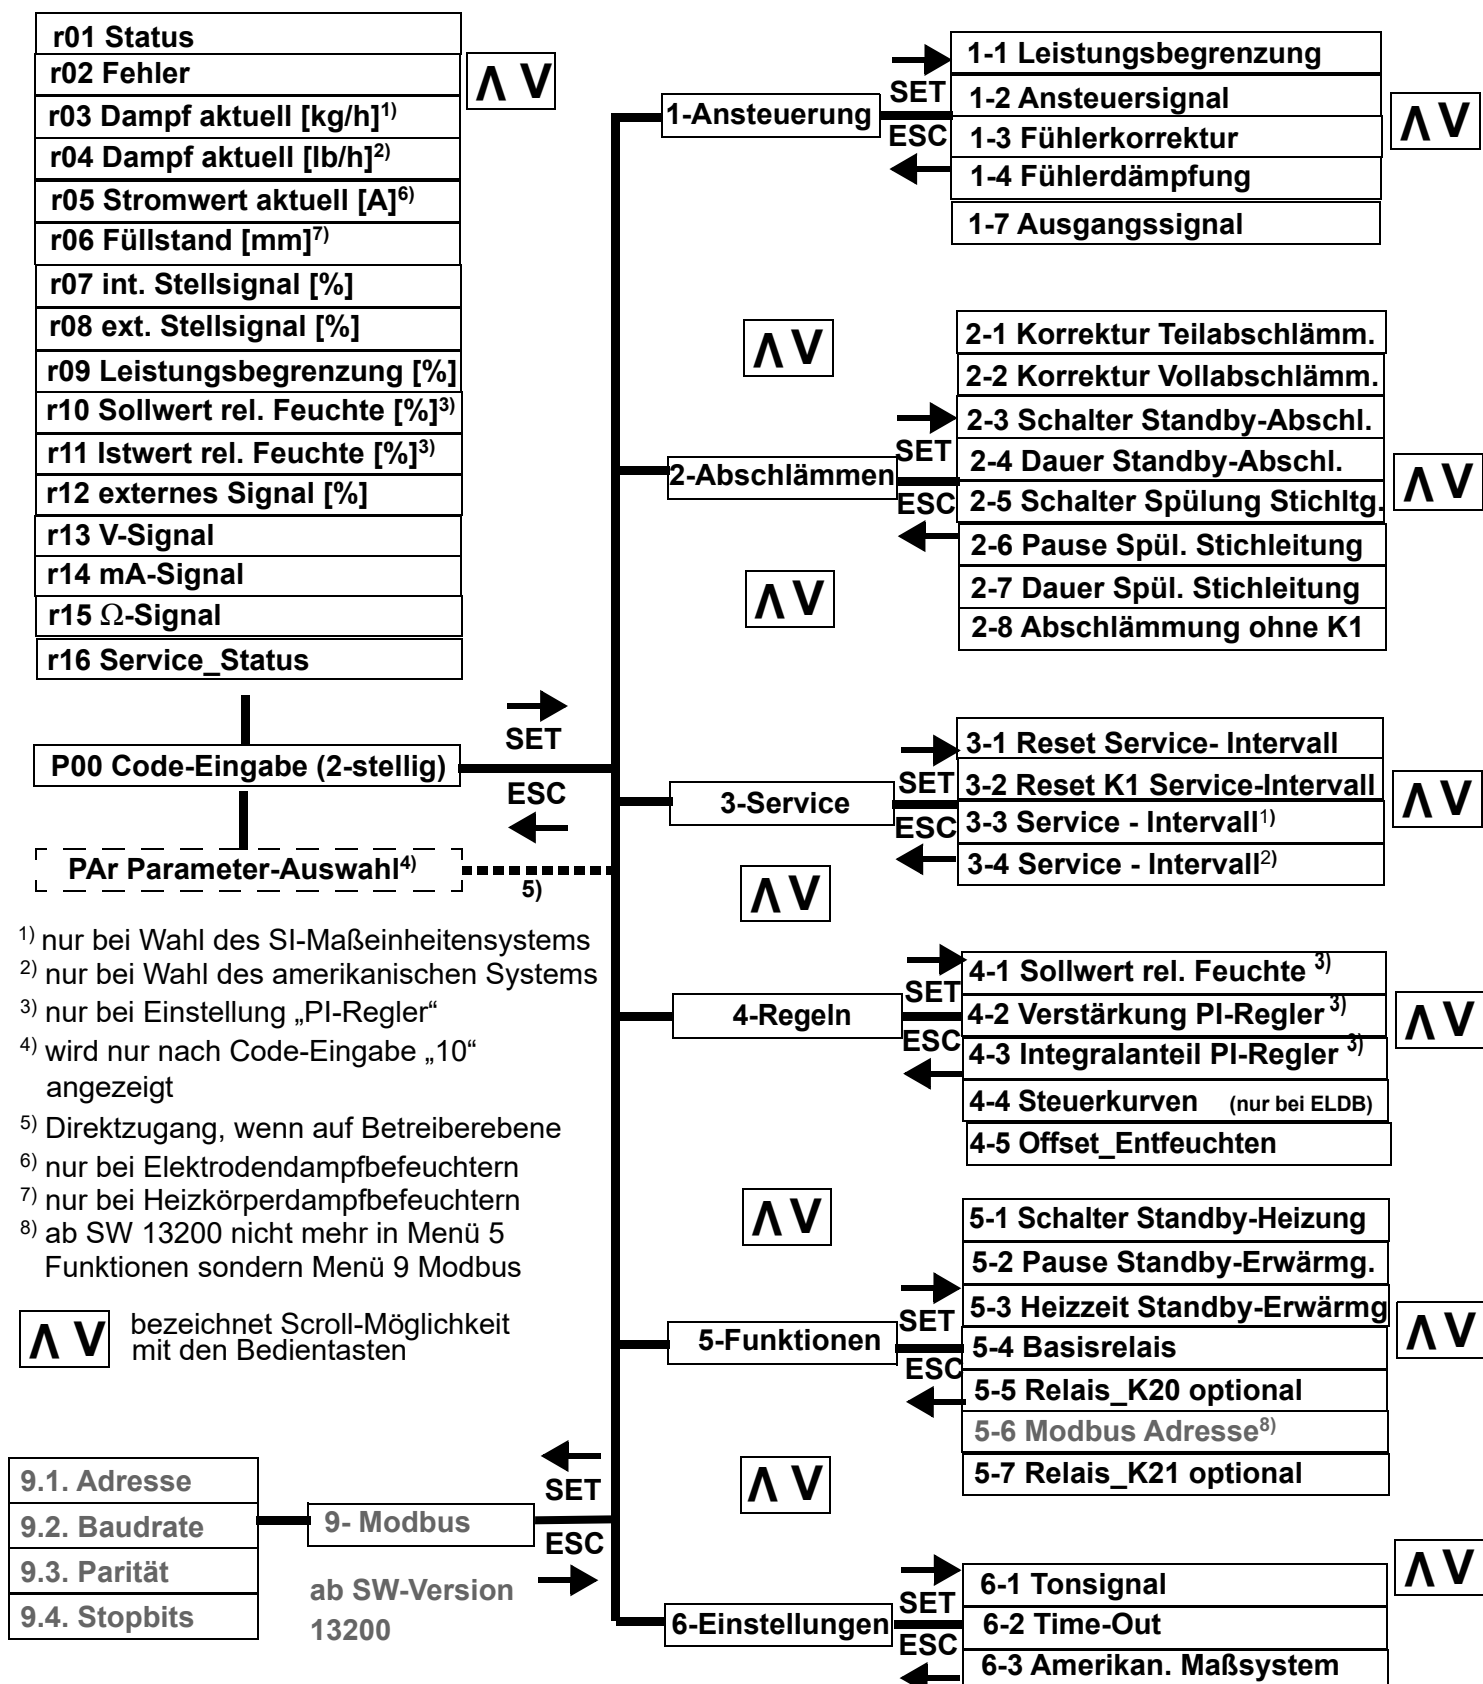 r01 Status
r02 Fehler
r03 Dampf aktuell [kg/h]1)
r04 Dampf aktuell [lb/h]2)
r05 Stromwert aktuell [A]6)
r06 Füllstand [mm]7)
r07 int. Stellsignal [%]
r08 ext. Stellsignal [%]
r09 Leistungsbegrenzung [%]
r10 Sollwert rel. Feuchte [%]3)
r11 Istwert rel. Feuchte [%]3)
r12 externes Signal [%]
r13 V-Signal
r14 mA-Signal
r15 Ω-Signal
r16 Service_Status
P00 Code-Eingabe (2-stellig)
SET
ESC
PAr Parameter-Auswahl4)
5)
1) nur bei Wahl des SI-Maßeinheitensystems
2) nur bei Wahl des amerikanischen Systems
3) nur bei Einstellung „PI-Regler“
4) wird nur nach Code-Eingabe „10“
angezeigt
5) Direktzugang, wenn auf Betreiberebene
6) nur bei Elektrodendampfbefeuchtern
7) nur bei Heizkörperdampfbefeuchtern
8) ab SW 13200 nicht mehr in Menü 5
Funktionen sondern Menü 9 Modbus
bezeichnet Scroll-Möglichkeit
mit den Bedientasten
9.1. Adresse
9.2. Baudrate
9.3. Parität
9.4. Stopbits
9- Modbus
SET
ESC
ab SW-Version
13200
1-Ansteuerung
SET
ESC
1-1 Leistungsbegrenzung
1-2 Ansteuersignal
1-3 Fühlerkorrektur
1-4 Fühlerdämpfung
1-7 Ausgangssignal
2-Abschlämmen
SET
ESC
2-1 Korrektur Teilabschlämm.
2-2 Korrektur Vollabschlämm.
2-3 Schalter Standby-Abschl.
2-4 Dauer Standby-Abschl.
2-5 Schalter Spülung Stichltg.
2-6 Pause Spül. Stichleitung
2-7 Dauer Spül. Stichleitung
2-8 Abschlämmung ohne K1
3-Service
SET
ESC
3-1 Reset Service- Intervall
3-2 Reset K1 Service-Intervall
3-3 Service - Intervall1)
3-4 Service - Intervall2)
4-Regeln
SET
ESC
4-1 Sollwert rel. Feuchte 3)
4-2 Verstärkung PI-Regler 3)
4-3 Integralanteil PI-Regler 3)
4-4 Steuerkurven (nur bei ELDB)
4-5 Offset_Entfeuchten
5-Funktionen
SET
ESC
5-1 Schalter Standby-Heizung
5-2 Pause Standby-Erwärmg.
5-3 Heizzeit Standby-Erwärmg
5-4 Basisrelais
5-5 Relais_K20 optional
5-6 Modbus Adresse8)
5-7 Relais_K21 optional
6-Einstellungen
SET
ESC
6-1 Tonsignal
6-2 Time-Out
6-3 Amerikan. Maßsystem